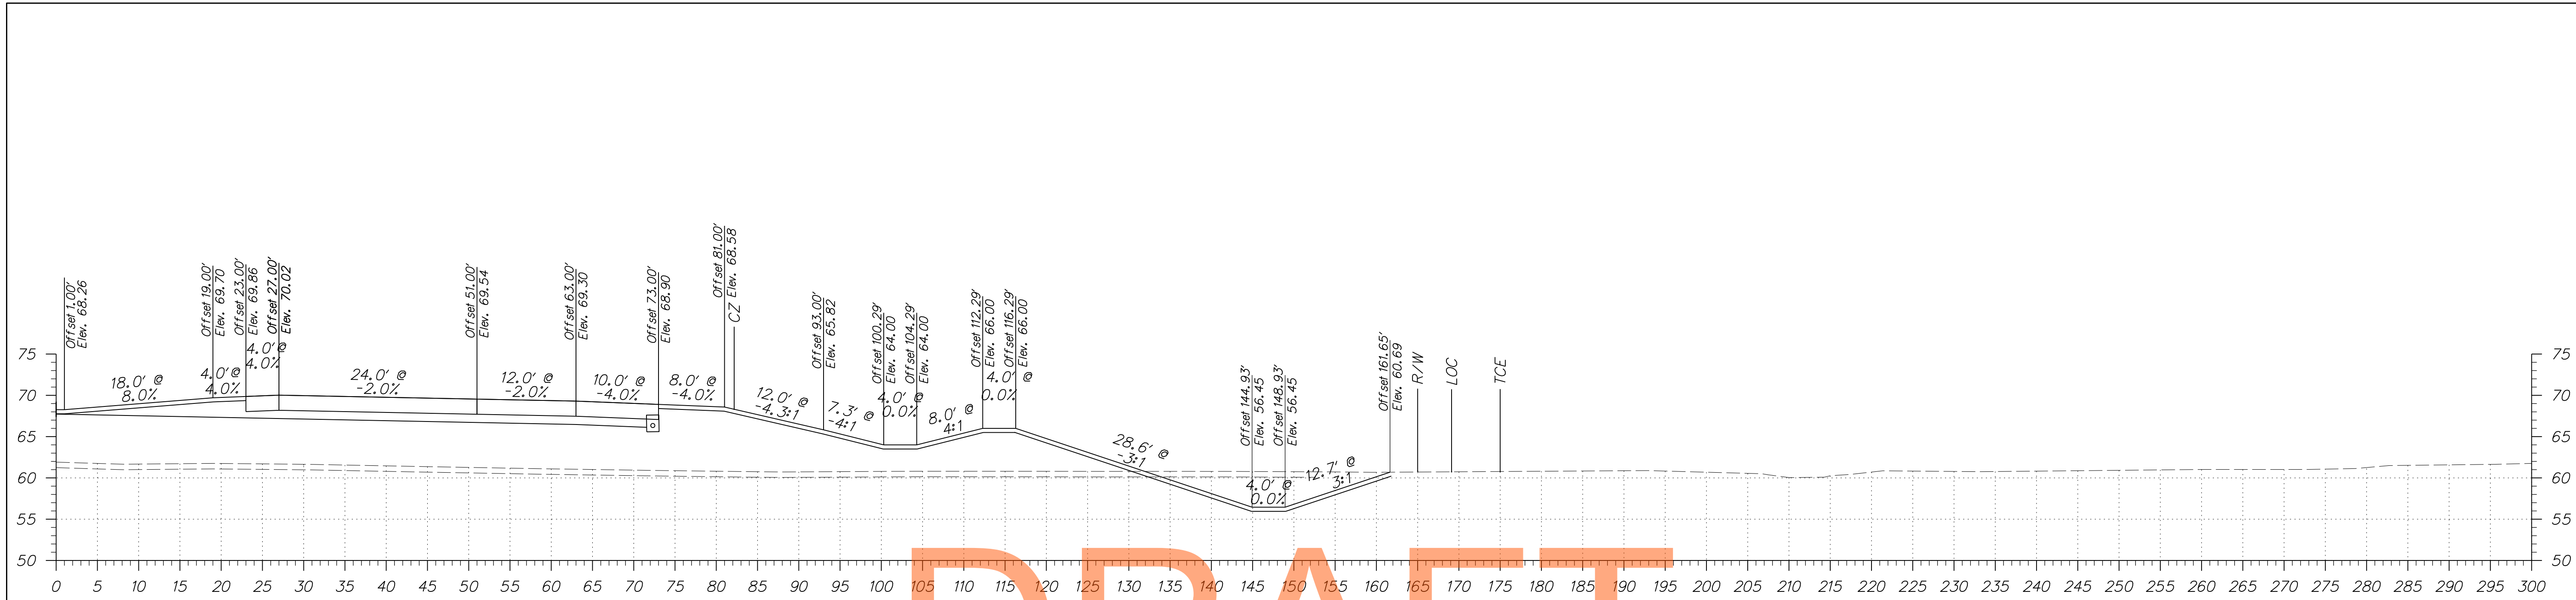 Offset 1.00'
Elev. 68.26
Offset 19.00'
Elev. 69.70
Offset 23.00'
Elev. 69.86
Offset 27.00'
Elev. 70.02
Offset 51.00'
Elev. 69.54
Offset 63.00'
Elev. 69.30
Offset 73.00'
Elev. 68.90
Offset 81.00'
Elev. 68.58
CZ
Offset 93.00'
Elev. 65.82
Offset 100.29'
Elev. 64.00
Offset 104.29'
Elev. 64.00
Offset 112.29'
Elev. 66.00
Offset 116.29'
Elev. 66.00
Offset 144.93'
Elev. 56.45
Offset 148.93'
Elev. 56.45
Offset 161.65'
Elev. 60.69
R/W
LOC
TCE
18.0' @
8.0%
4.0' @
4.0%
4.0' @
4.0%
24.0' @
-2.0%
12.0' @
-2.0%
10.0' @
-4.0%
8.0' @
-4.0%
12.0' @
-4.3:1
7.3' @
-4:1
4.0' @
0.0%
8.0' @
4:1
4.0' @
0.0%
28.6' @
-3:1
4.0' @
0.0%
12.7' @
3:1
75
70
65
60
55
50
75
70
65
60
55
50
0 5 10 15 20 25 30 35 40 45 50 55 60 65 70 75 80 85 90 95 100 105 110 115 120 125 130 135 140 145 150 155 160 165 170 175 180 185 190 195 200 205 210 215 220 225 230 235 240 245 250 255 260 265 270 275 280 285 290 295 300
DRAFT